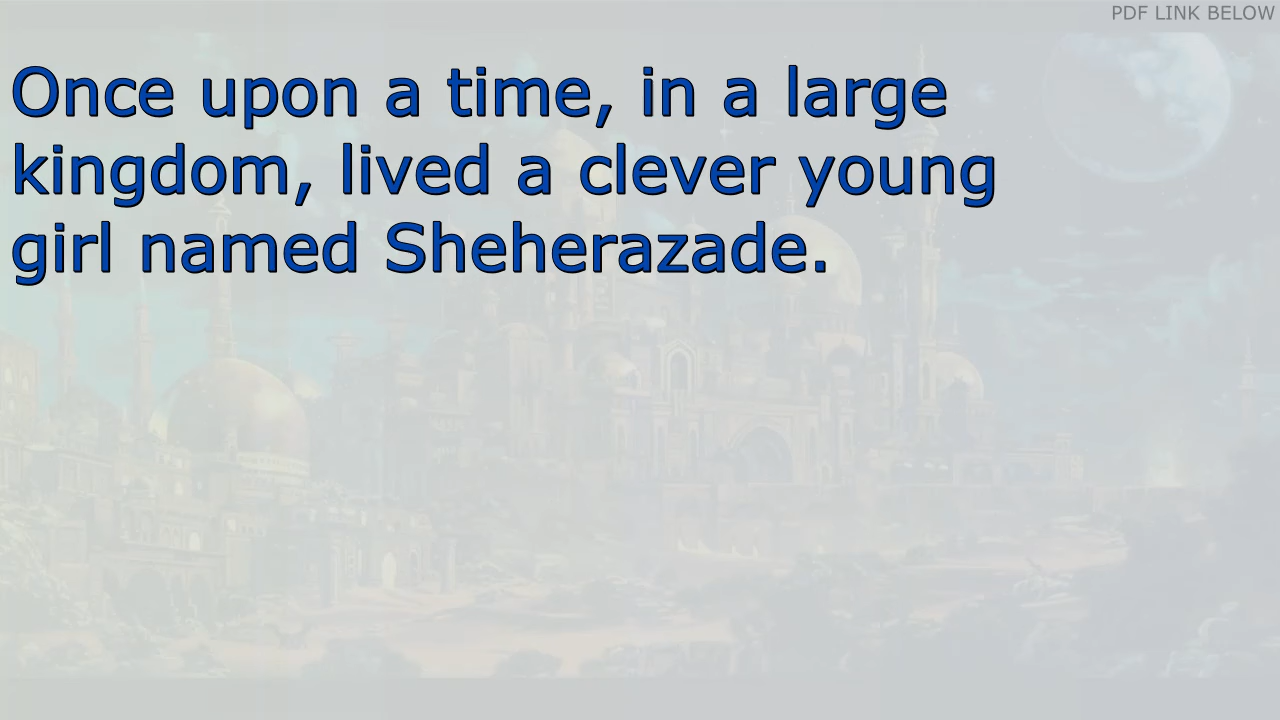 PDF LINK BELOW
Once upon a time, in a large
kingdom, lived a clever young
girl named Sheherazade.